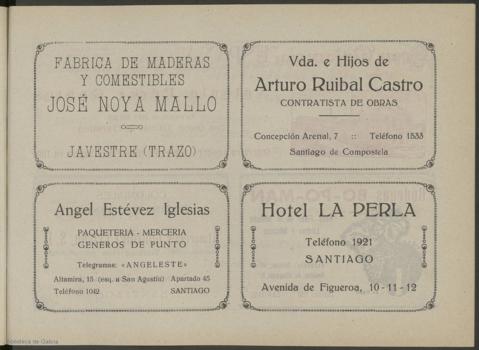 FABRICA DE MADERAS
Y COMESTIBLES
JOSÉ NOYA MALLO
JAVESTRE (TRAZO)
Vda. e Hijos de
Arturo Ruibal Castro
CONTRATISTA DE OBRAS
Concepción Arenal, 7 :: Teléfono 1533
Santiago de Compostela
Angel Estévez Iglesias
PAQUETERIA - MERCERIA
GENEROS DE PUNTO
Telegramas: «ANGELESTE»
Altamira, 15 (esq. a San Agustín) Apartado 45
Teléfono 1042 SANTIAGO
Hotel LA PERLA
Teléfono 1921
SANTIAGO
Avenida de Figueroa, 10-11-12
Biblioteca de Galicia